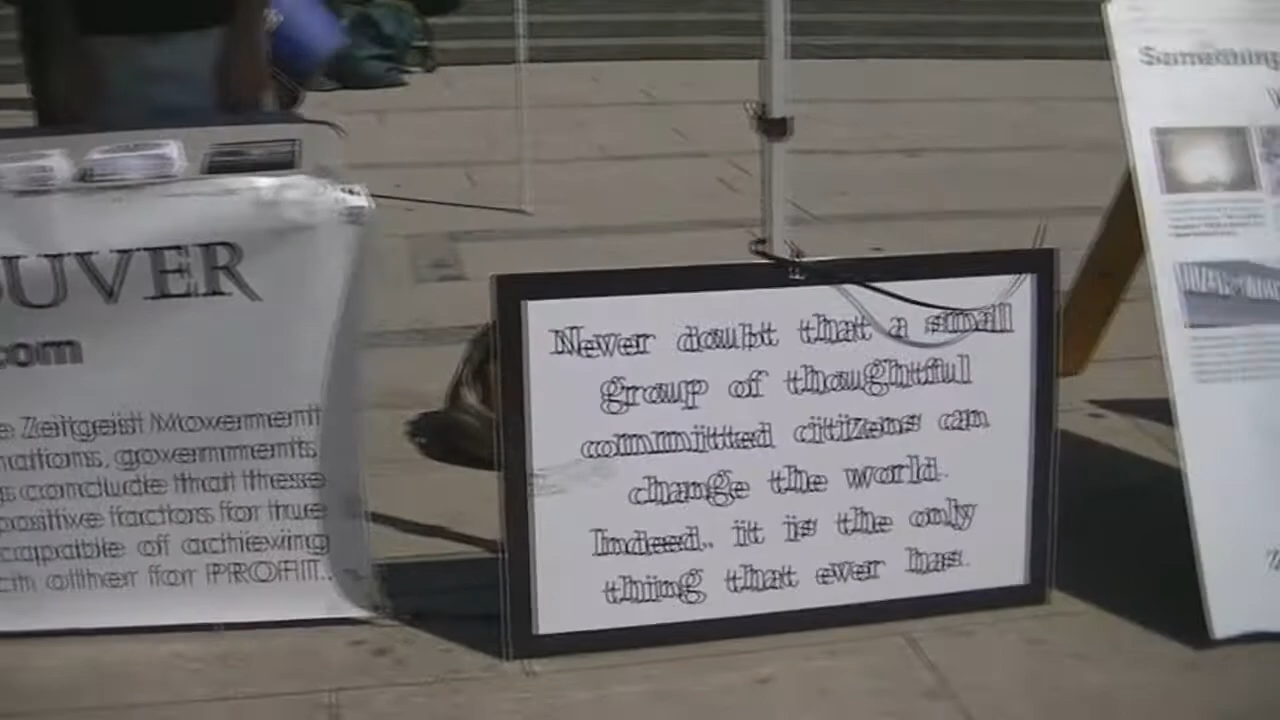 OUVER
.com
Zeitgeist Movement
nations, governments,
conclude that these
positive factors for true
capable of achieving
other for PROFIT..
Never doubt that a small
group of thoughtful
committed citizens can
change the world.
Indeed.. it is the only
thing that ever has.
Something